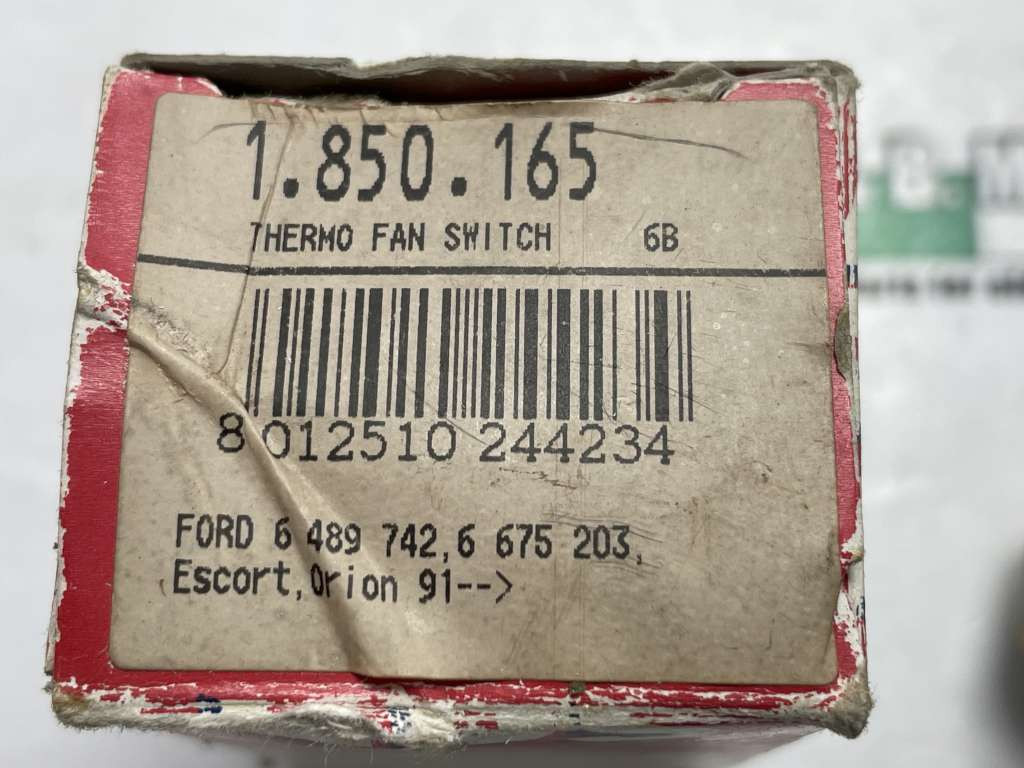 1.850.165
THERMO FAN SWITCH 6B
8 012510 244234
FORD 6 489 742,6 675 203,
Escort,Orion 91-->